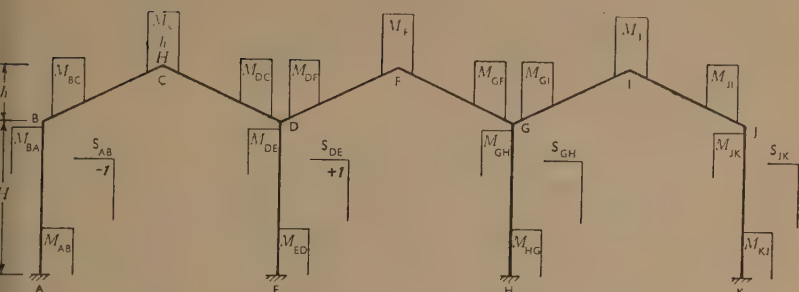 M_C
h
H
M_F
M_I
M_BC
M_DC
M_DF
M_GF
M_GI
M_JI
h
B
C
D
F
G
I
J
M_BA
S_AB
-1
M_DE
S_DE
+1
M_GH
S_GH
M_JK
S_JK
H
M_AB
M_ED
M_HG
M_KJ
A
H